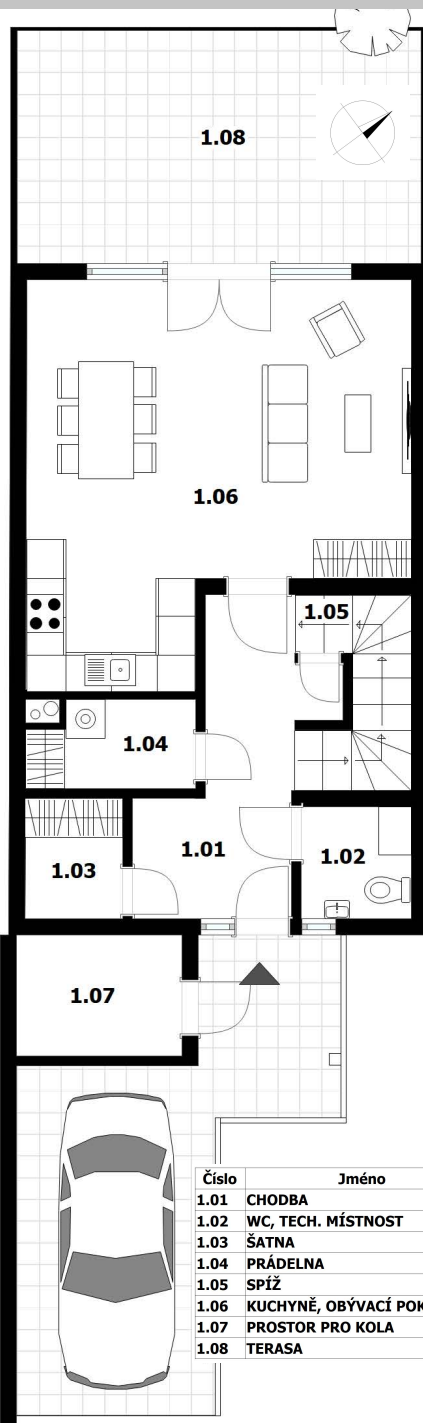 1.08
1.06
1.05
1.04
1.01
1.02
1.03
1.07
Číslo Jméno
1.01 CHODBA
1.02 WC, TECH. MÍSTNOST
1.03 ŠATNA
1.04 PRÁDELNA
1.05 SPÍŽ
1.06 KUCHYNĚ, OBÝVACÍ POK
1.07 PROSTOR PRO KOLA
1.08 TERASA